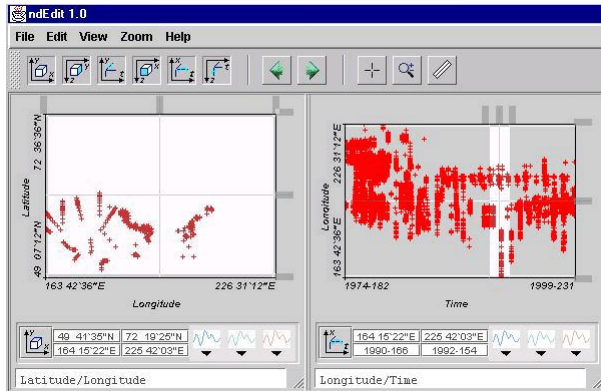 ndEdit 1.0
File Edit View Zoom Help
72 36'36"N
Latitude
49 07'12"N
163 42'36"E 226 31'12"E
Longitude
226 31'12"E
Longitude
163 42'36"E
1974-182 1999-231
Time
49 41'35"N 72 19'25"N
164 15'22"E 225 42'03"E
164 15'22"E 225 42'03"E
1990-166 1992-154
Latitude/Longitude
Longitude/Time